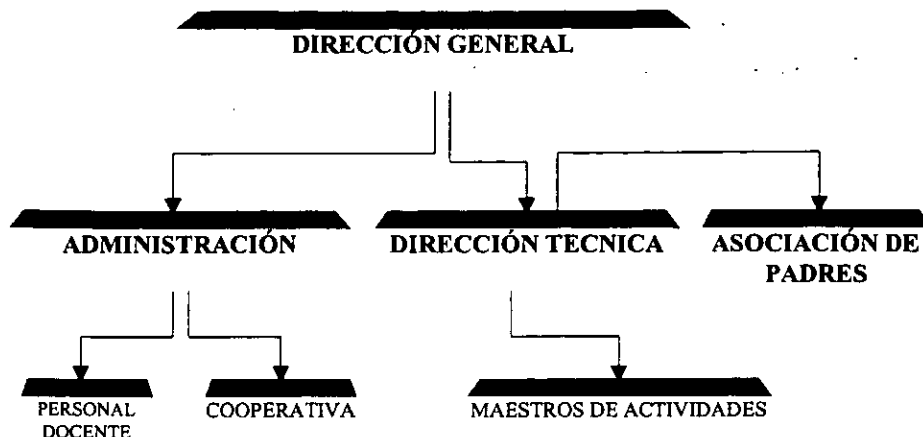 DIRECCIÓN GENERAL
ADMINISTRACIÓN
DIRECCIÓN TECNICA
ASOCIACIÓN DE
PADRES
PERSONAL
DOCENTE
COOPERATIVA
MAESTROS DE ACTIVIDADES